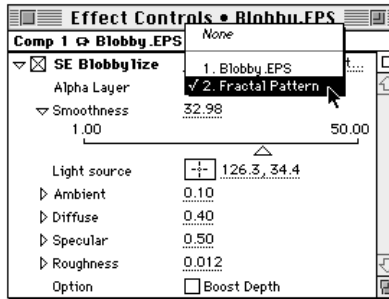 Effect Controls • Blobby.EPS
Comp 1 Blobby.EPS
None
1. Blobby.EPS
√ 2. Fractal Pattern
SE Blobbylize t...
Alpha Layer
Smoothness 32.98
1.00 50.00
Light source 126.3, 34.4
Ambient 0.10
Diffuse 0.40
Specular 0.50
Roughness 0.012
Option Boost Depth